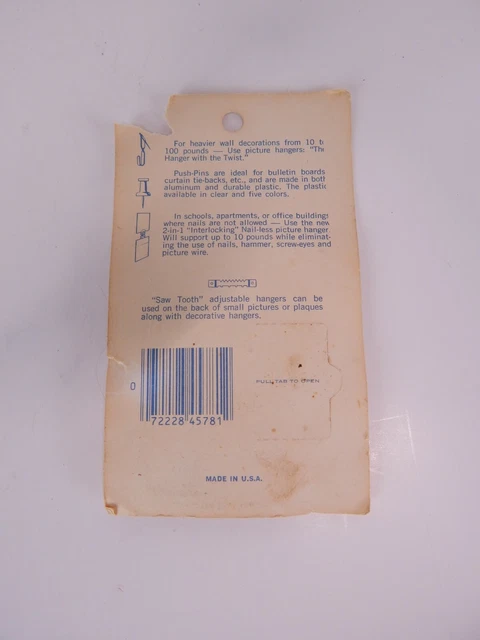 For heavier wall decorations from 10 t
100 pounds — Use picture hangers: "The
Hanger with the Twist."
Push-Pins are ideal for bulletin boards
curtain tie-backs, etc., and are made in both
aluminum and durable plastic. The plastic
available in clear and five colors.
In schools, apartments, or office buildings
where nails are not allowed — Use the new
2-in-1 "Interlocking" Nail-less picture hanger
Will support up to 10 pounds while eliminat-
ing the use of nails, hammer, screw-eyes and
picture wire.
"Saw Tooth" adjustable hangers can be
used on the back of small pictures or plaques
along with decorative hangers.
PULL TAB TO OPEN
0 72228 45781
MADE IN U.S.A.